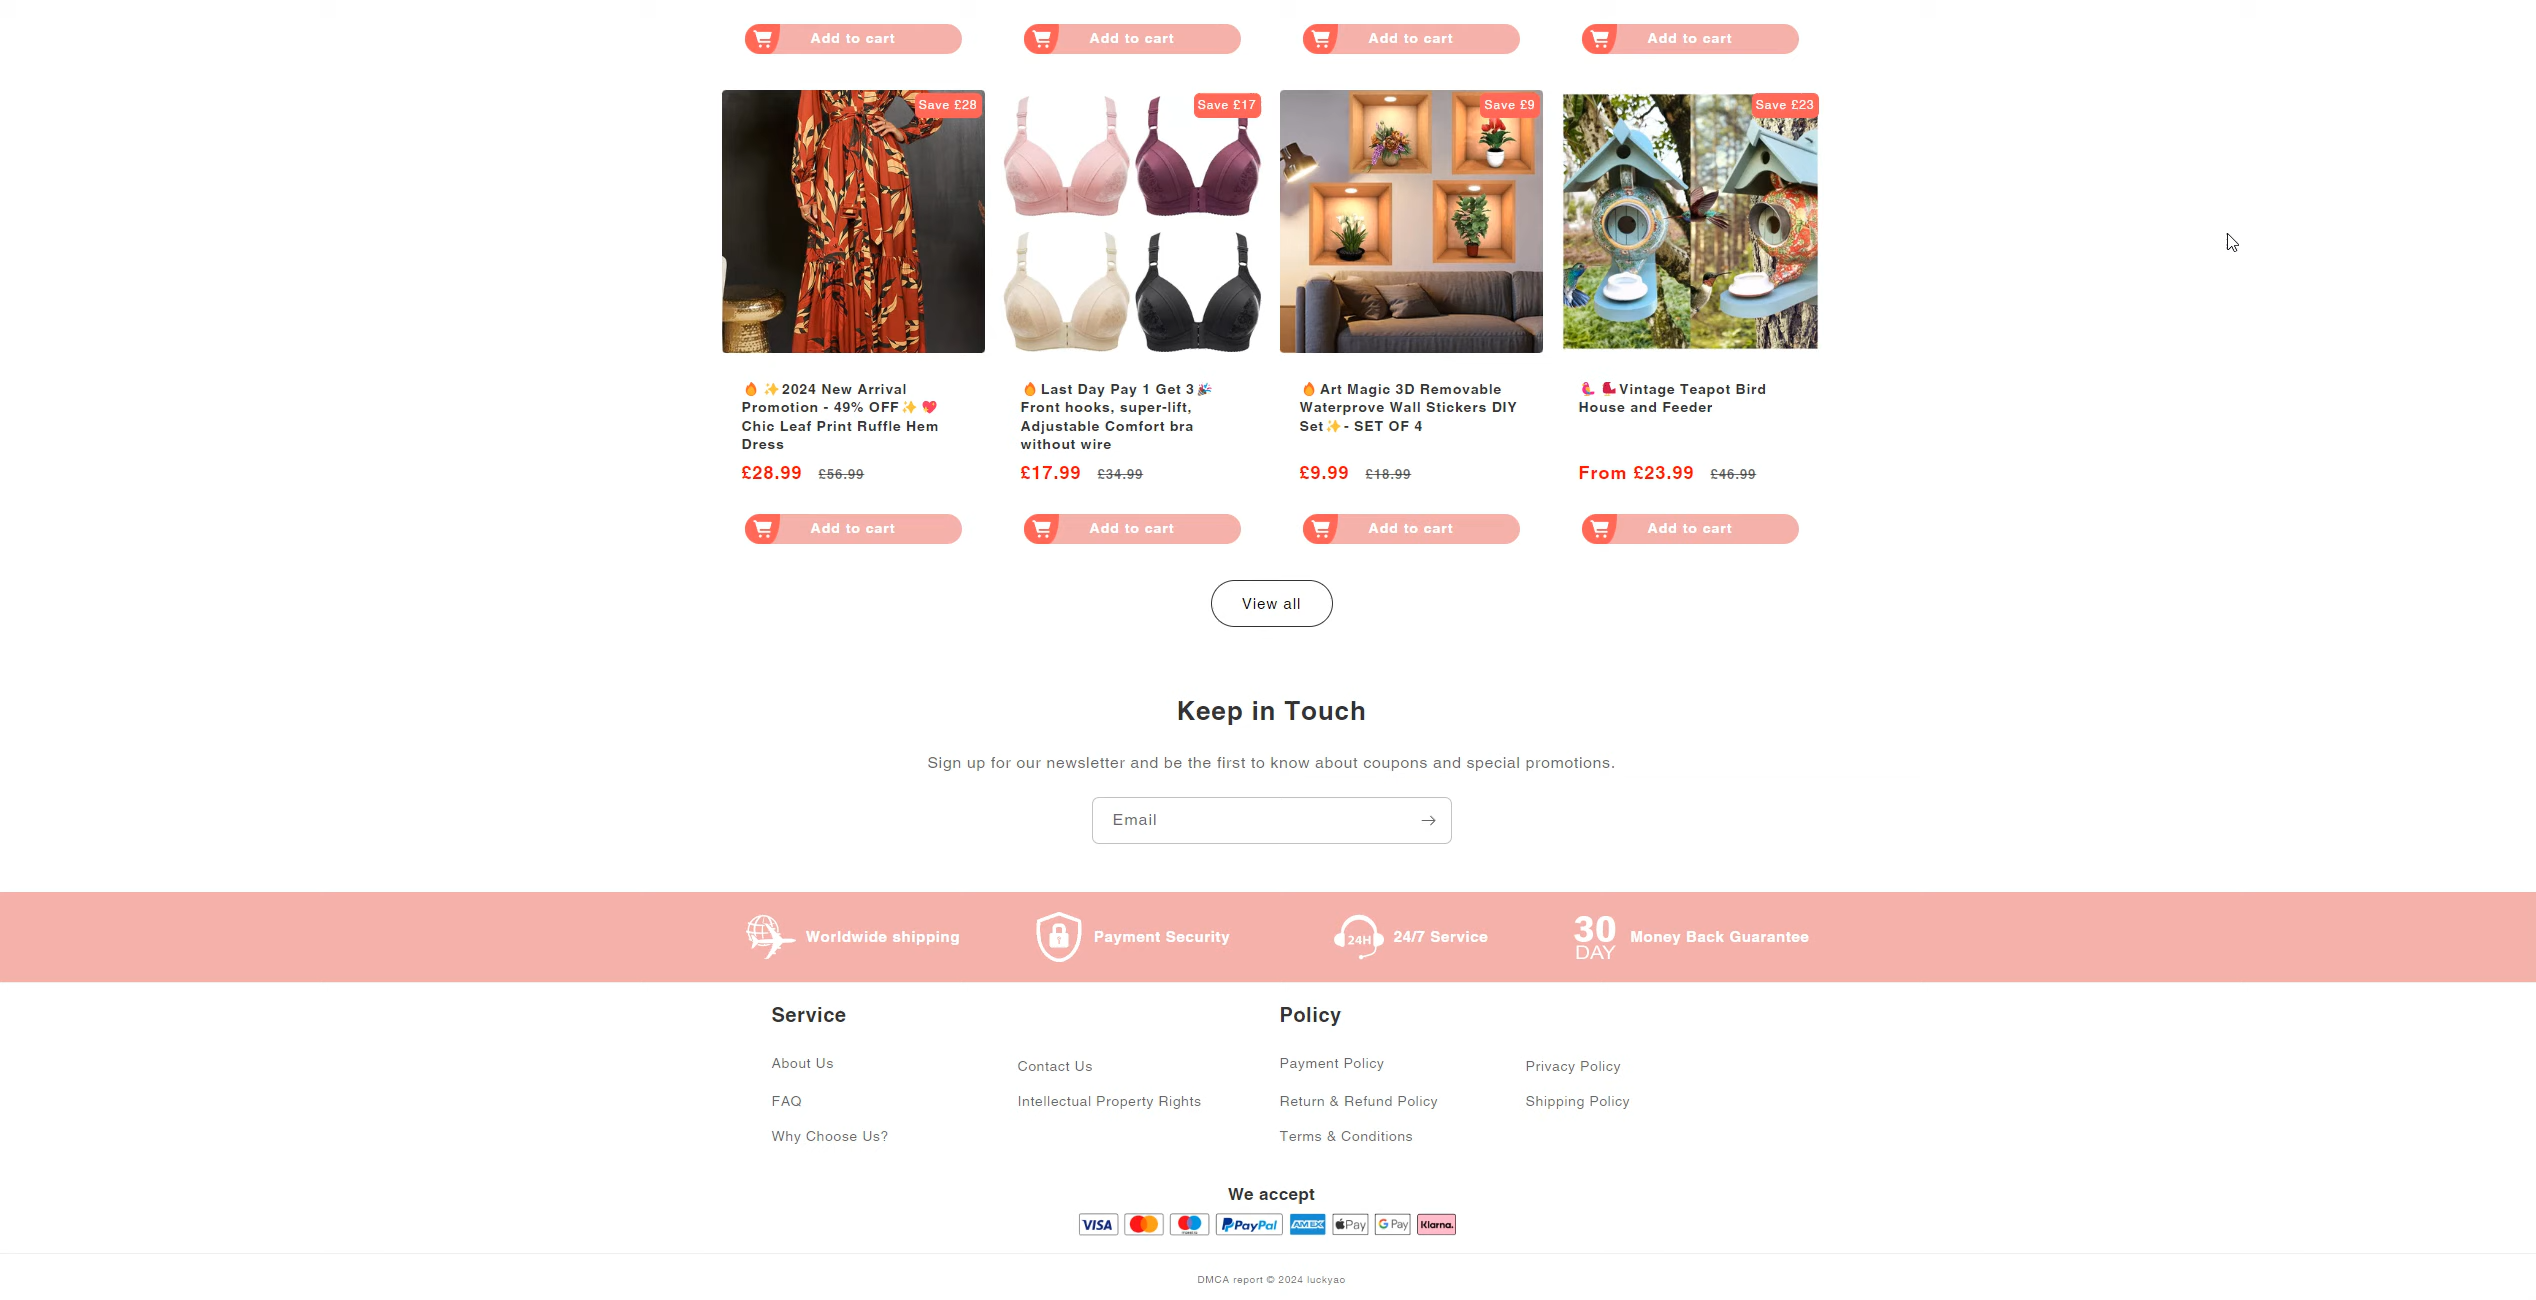 Add to cart Add to cart Add to cart Add to cart
Save £28 Save £17 Save £9 Save £23
🔥✨2024 New Arrival
Promotion - 49% OFF✨💖
Chic Leaf Print Ruffle Hem
Dress
£28.99 £56.99
Add to cart
🔥Last Day Pay 1 Get 3🎉
Front hooks, super-lift,
Adjustable Comfort bra
without wire
£17.99 £34.99
Add to cart
🔥Art Magic 3D Removable
Waterprove Wall Stickers DIY
Set✨- SET OF 4
£9.99 £18.99
Add to cart
Vintage Teapot Bird
House and Feeder
From £23.99 £46.99
Add to cart
View all
Keep in Touch
Sign up for our newsletter and be the first to know about coupons and special promotions.
Email
Worldwide shipping
Payment Security
24H 24/7 Service
30 DAY Money Back Guarantee
Service
About Us
Contact Us
FAQ
Intellectual Property Rights
Why Choose Us?
Policy
Payment Policy
Privacy Policy
Return & Refund Policy
Shipping Policy
Terms & Conditions
We accept
VISA PayPal AMEX Pay G Pay Klarna.
DMCA report © 2024 luckyao